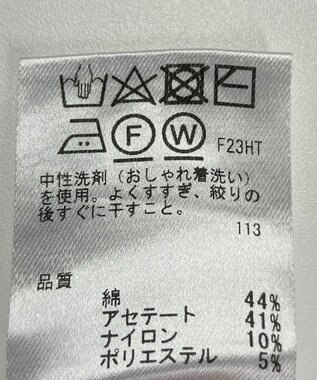 F W F23HT
中性洗剤（おしゃれ着洗い）
を使用。よくすすぎ、絞りの
後すぐに干すこと。
113
品質
綿 44%
アセテート 41%
ナイロン 10%
ポリエステル 5%